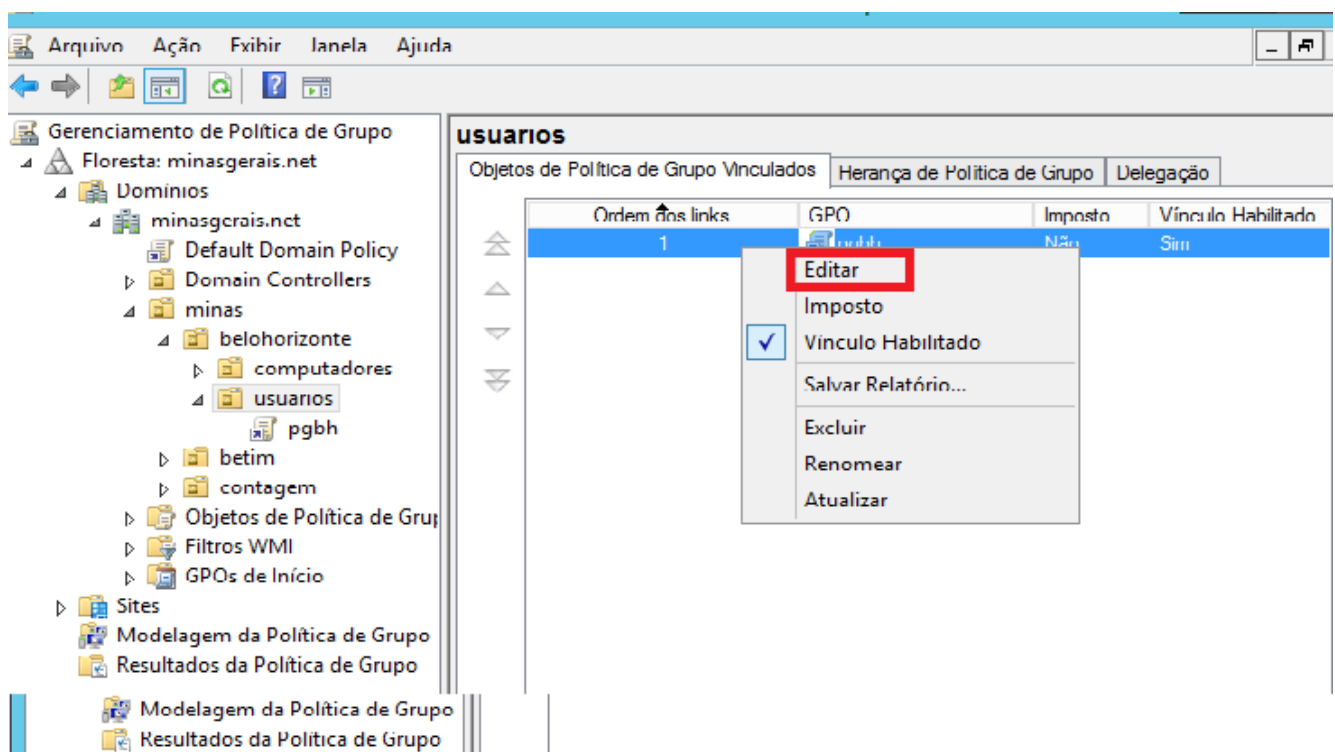 Arquivo Ação Exibir Janela Ajuda
Gerenciamento de Política de Grupo
Floresta: minasgerais.net
Domínios
minasgerais.net
Default Domain Policy
Domain Controllers
minas
belohorizonte
computadores
usuarios
pgbh
betim
contagem
Objetos de Política de Grup
Filtros WMI
GPOs de Início
Sites
Modelagem da Política de Grupo
Resultados da Política de Grupo
Modelagem da Política de Grupo
Resultados da Política de Grupo
usuarios
Objetos de Política de Grupo Vinculados Herança de Política de Grupo Delegação
Ordem dos links GPO Imposto Vínculo Habilitado
1 pgbh Não Sim
Editar
Imposto
Vínculo Habilitado
Salvar Relatório...
Excluir
Renomear
Atualizar